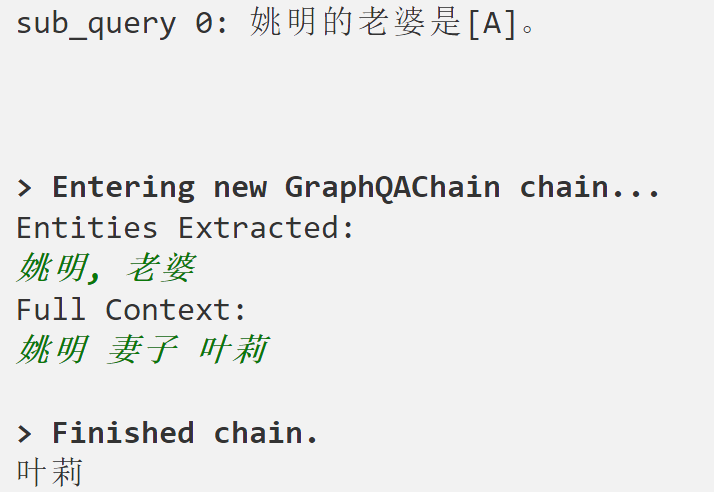 sub_query 0: 姚明的老婆是[A]。
> Entering new GraphQAChain chain...
Entities Extracted:
姚明, 老婆
Full Context:
姚明 妻子 叶莉
> Finished chain.
叶莉